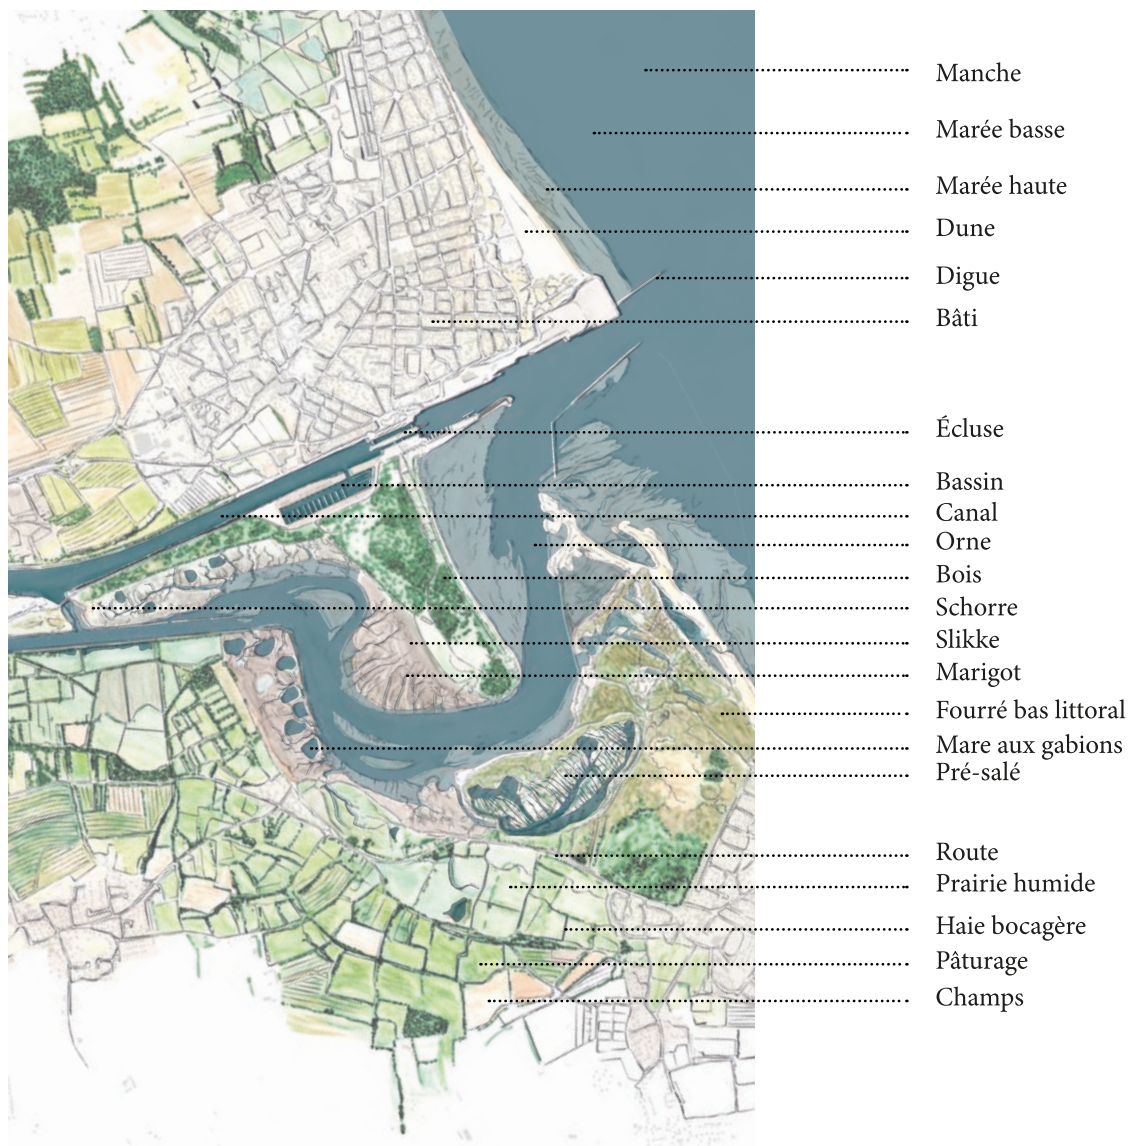 Manche
Marée basse
Marée haute
Dune
Digue
Bâti
Écluse
Bassin
Canal
Orne
Bois
Schorre
Slikke
Marigot
Fourré bas littoral
Mare aux gabions
Pré-salé
Route
Prairie humide
Haie bocagère
Pâturage
Champs